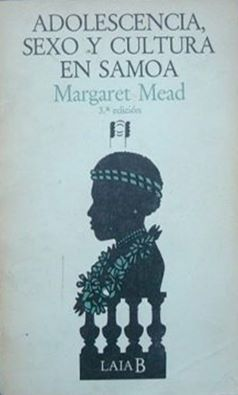 ADOLESCENCIA,
SEXO Y CULTURA
EN SAMOA
Margaret Mead
3.ª edición
LAIA B